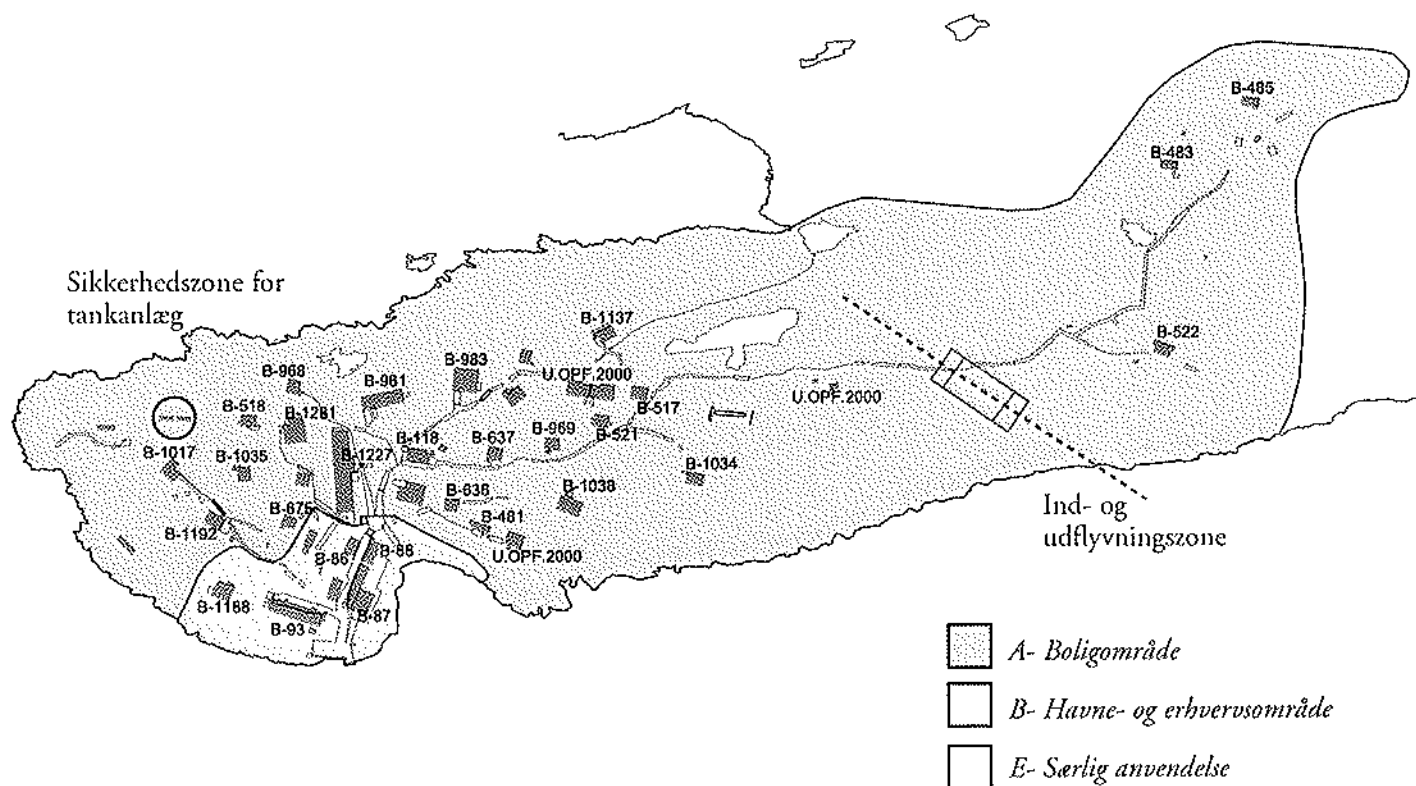 B-485
B-483
Sikkerhedszone for
tankanlæg
B-1137
B-522
B-968
B-981
B-983
U.OPF.2000
U.OPF.2000
B-517
B-518
B-1281
B-521
B-118
B-637
B-969
B-1017
B-1035
B-1227
B-1034
B-638
B-1038
Ind- og
udflyvningszone
B-675
B-481
B-1192
B-86
B-88
U.OPF.2000
B-1188
B-93
B-87
A- Boligområde
B- Havne- og erhvervsområde
E- Særlig anvendelse